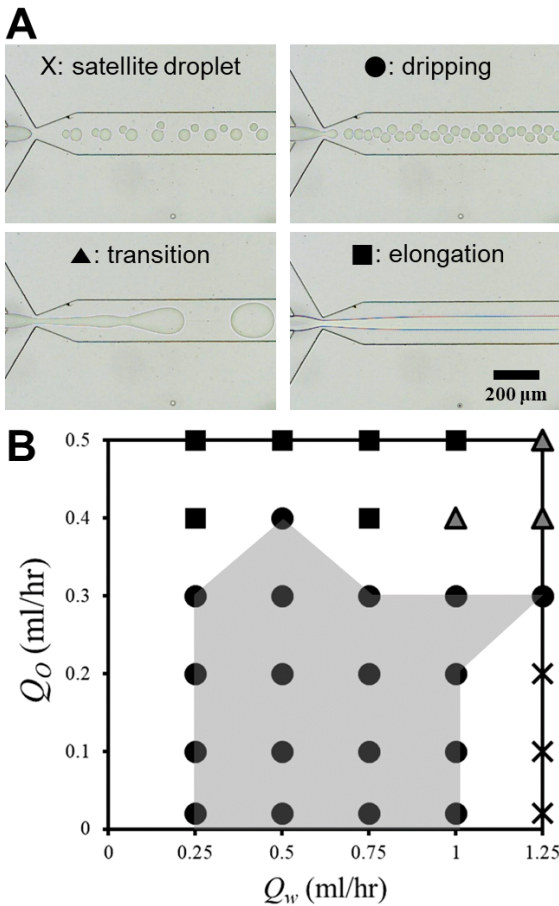 A
X: satellite droplet
●: dripping
▲: transition
■: elongation
200 µm
B
0.5
0.4
0.3
0.2
0.1
0
Qo (ml/hr)
0 0.25 0.5 0.75 1 1.25
Qw (ml/hr)